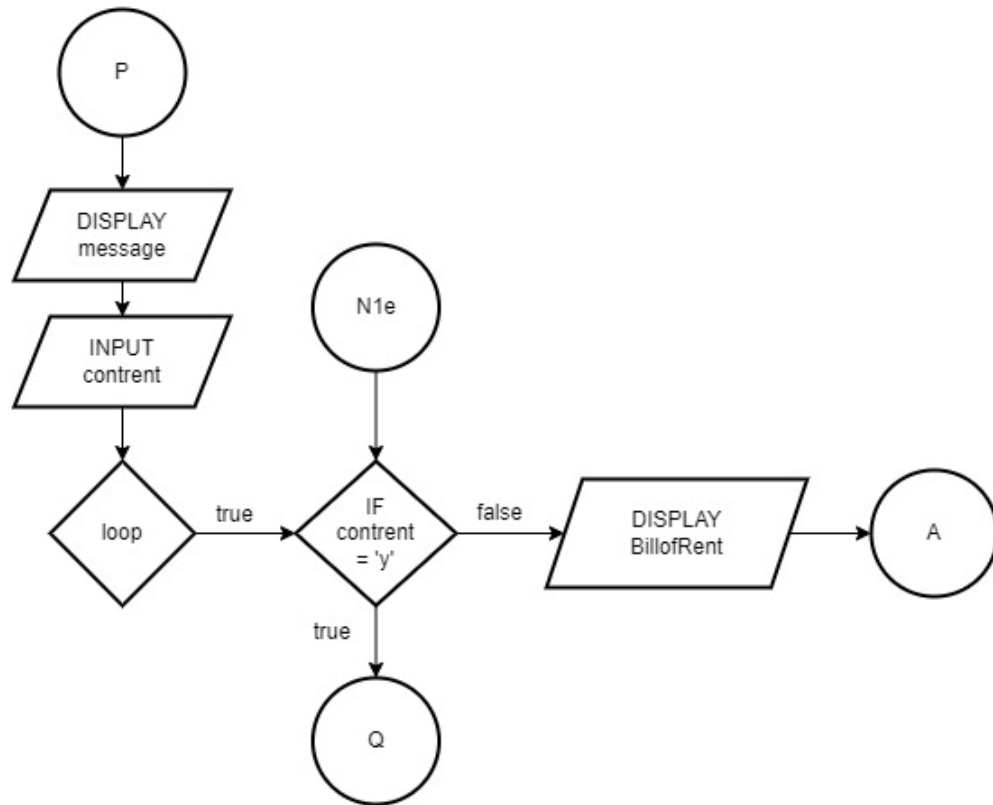 P
DISPLAY
message
INPUT
contrent
loop
true
N1e
IF
contrent
= 'y'
true
false
DISPLAY
BillofRent
A
Q